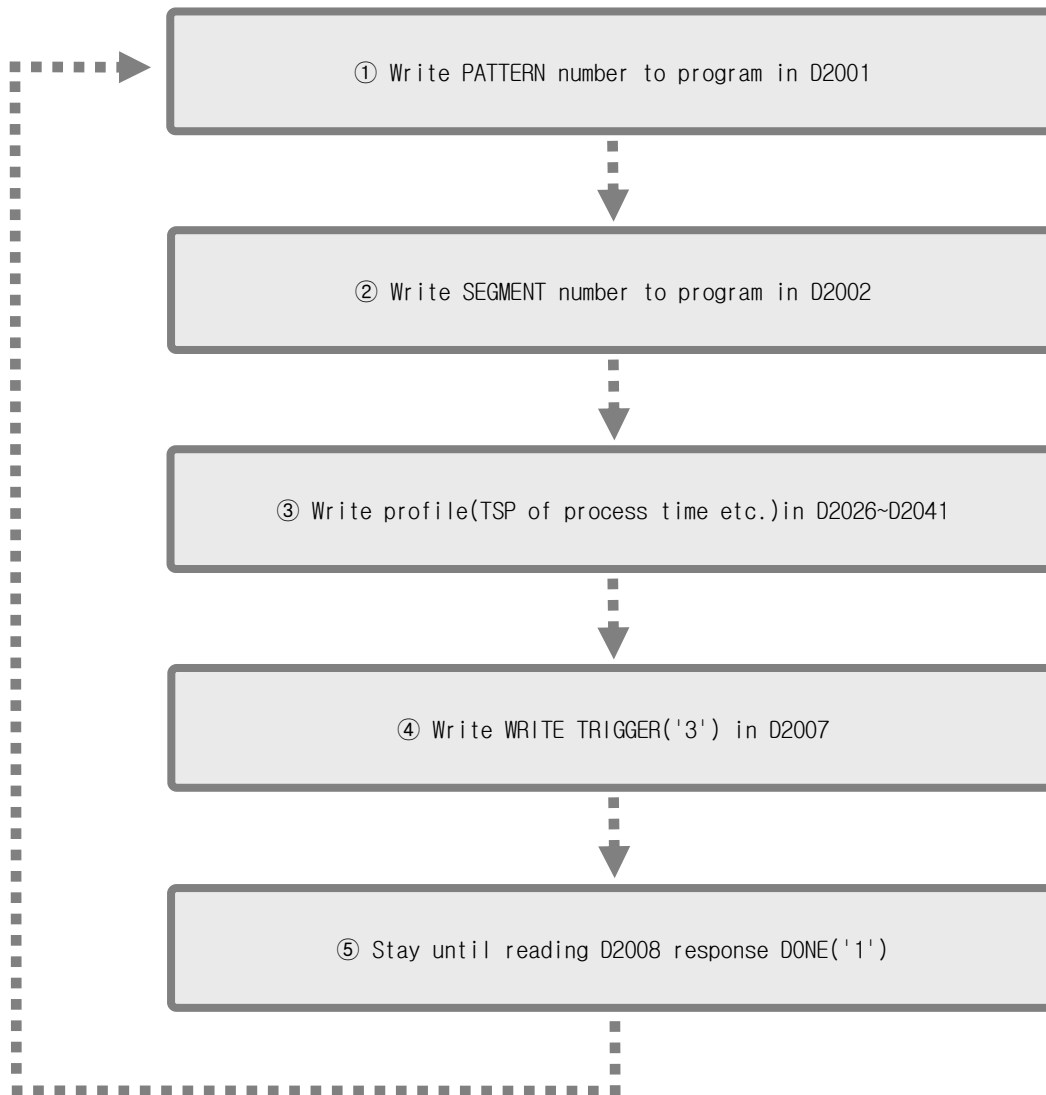 ① Write PATTERN number to program in D2001
② Write SEGMENT number to program in D2002
③ Write profile(TSP of process time etc.)in D2026~D2041
④ Write WRITE TRIGGER('3') in D2007
⑤ Stay until reading D2008 response DONE('1')